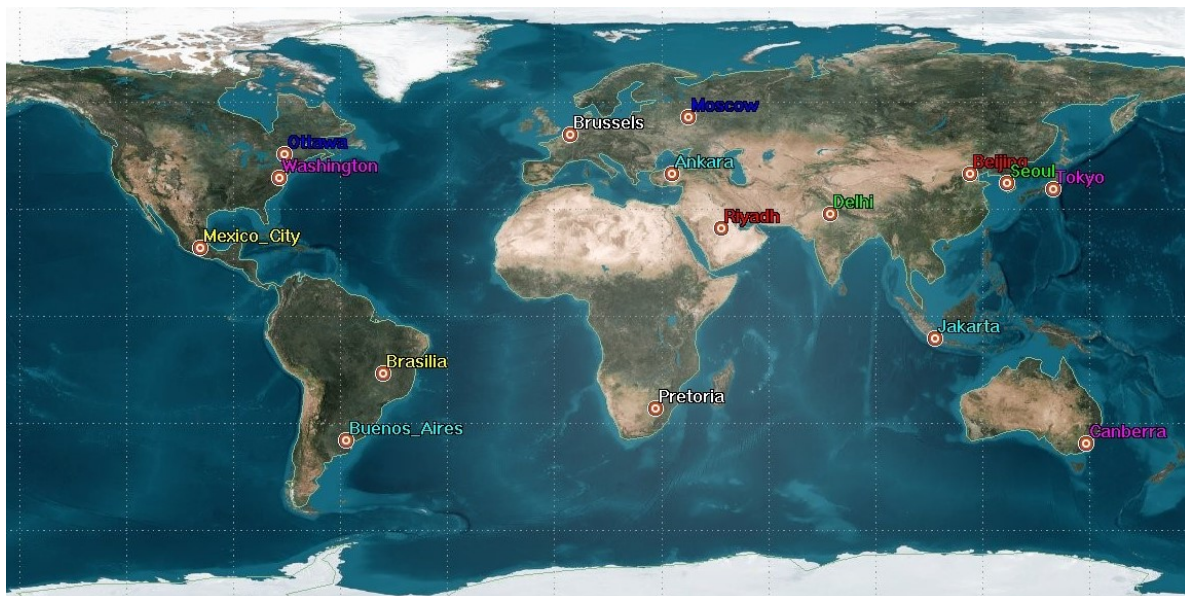 Moscow
Brussels
Ottawa
Washington
Ankara
Beijing
Seoul
Tokyo
Delhi
Riyadh
Mexico_City
Jakarta
Brasilia
Pretoria
Buenos_Aires
Canberra